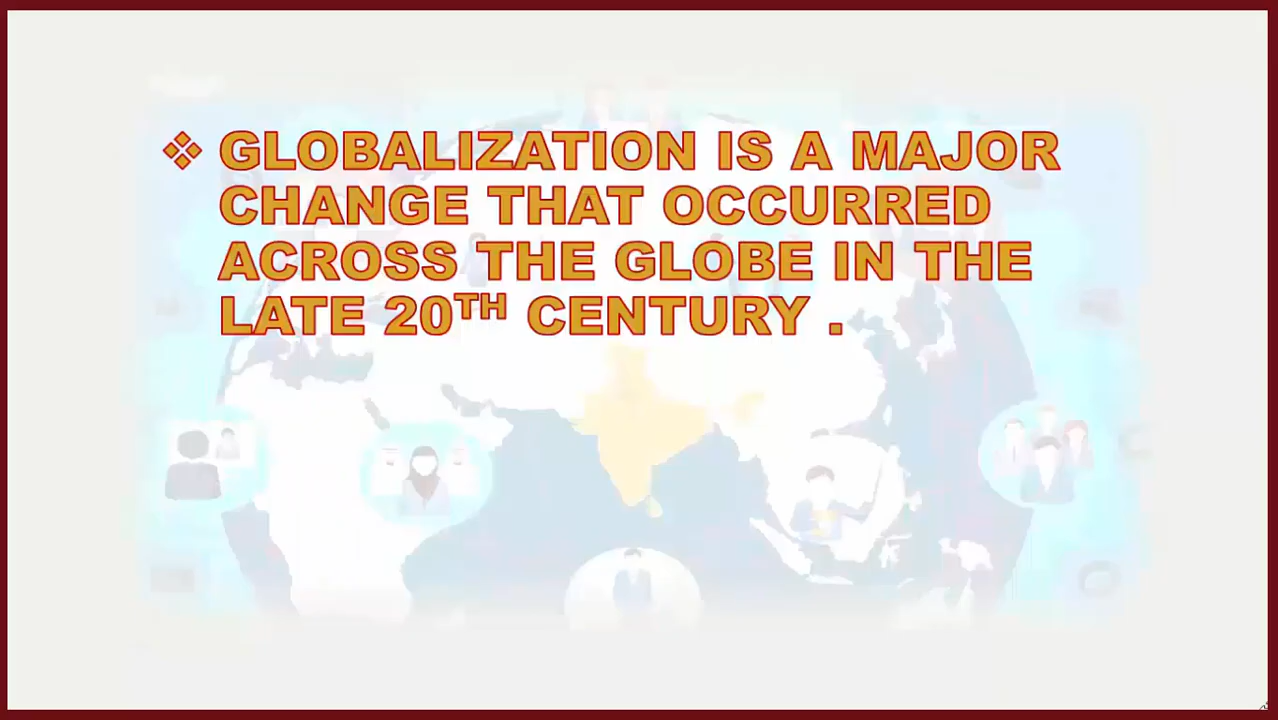 ❖ GLOBALIZATION IS A MAJOR
CHANGE THAT OCCURRED
ACROSS THE GLOBE IN THE
LATE 20TH CENTURY .